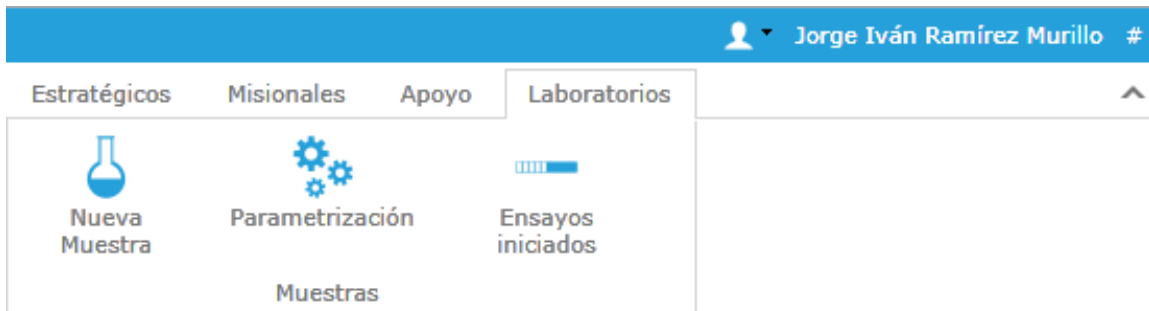 Jorge Iván Ramírez Murillo #
Estratégicos Misionales Apoyo Laboratorios
Nueva
Muestra
Parametrización
Ensayos
iniciados
Muestras